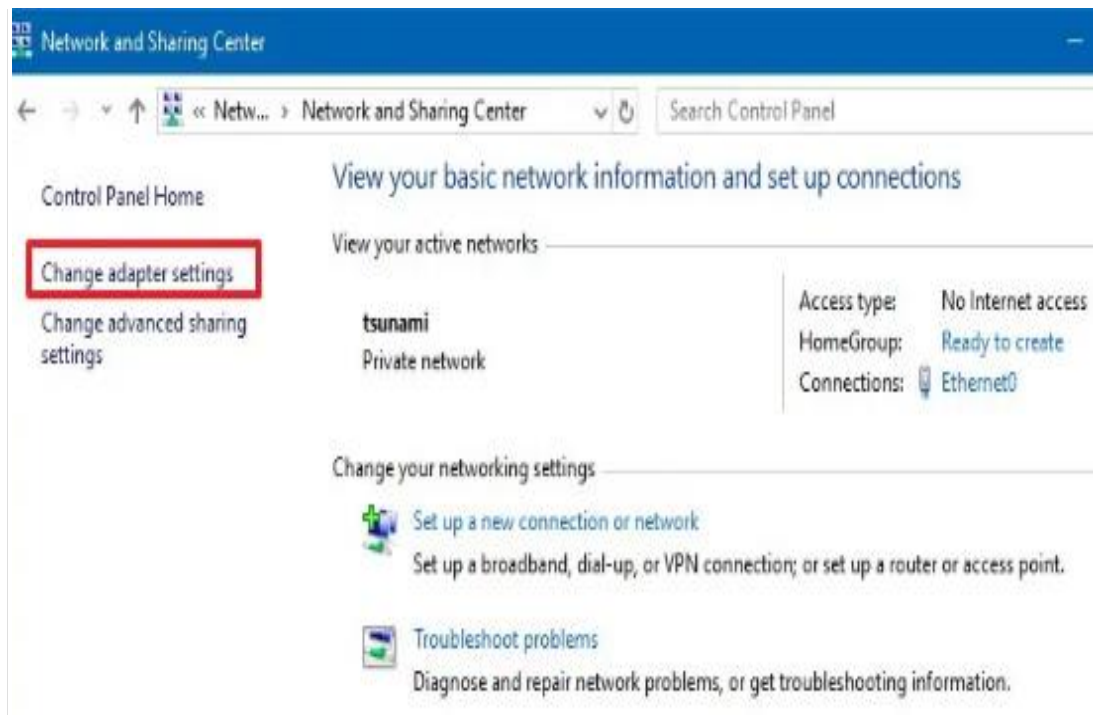 Network and Sharing Center
« Netw... › Network and Sharing Center
Search Control Panel
Control Panel Home
Change adapter settings
Change advanced sharing
settings
View your basic network information and set up connections
View your active networks
tsunami
Private network
Access type: No Internet access
HomeGroup: Ready to create
Connections: Ethernet0
Change your networking settings
Set up a new connection or network
Set up a broadband, dial-up, or VPN connection; or set up a router or access point.
Troubleshoot problems
Diagnose and repair network problems, or get troubleshooting information.